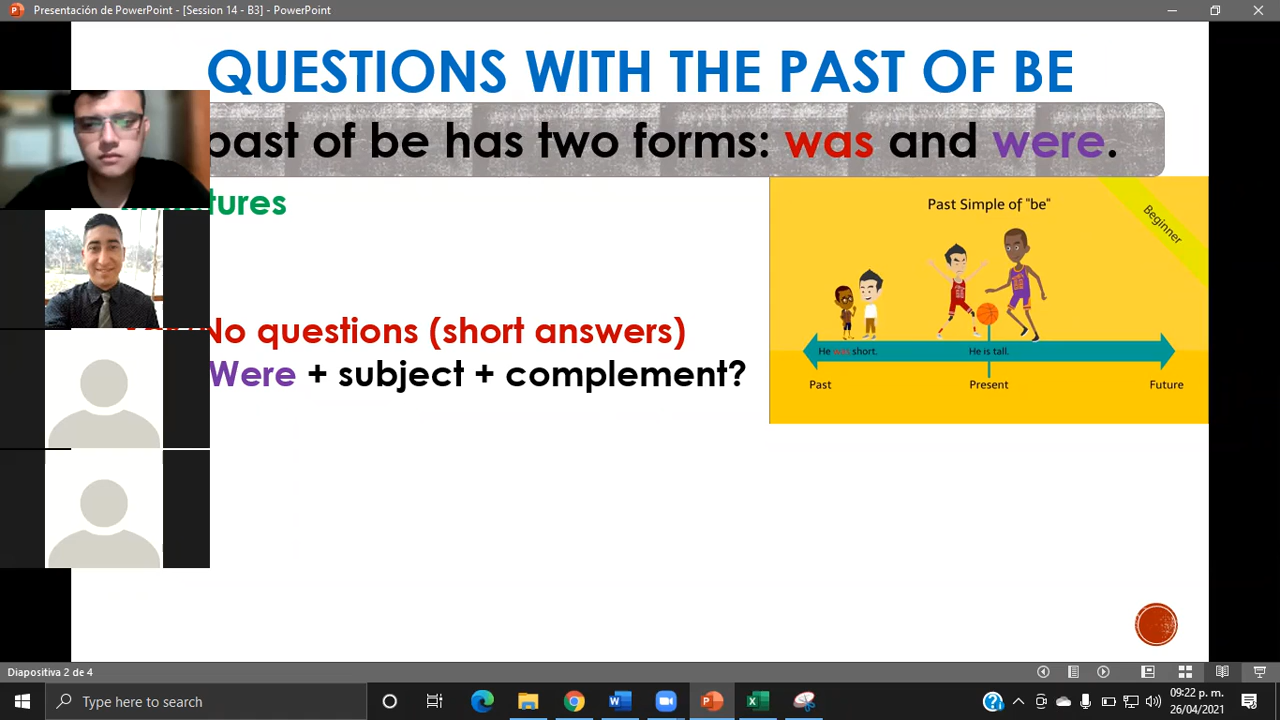 Presentación de PowerPoint - [Session 14 - B3] - PowerPoint
QUESTIONS WITH THE PAST OF BE
past of be has two forms: was and were.
Past Simple of "be"
Beginner
No questions (short answers)
Were + subject + complement?
He was short.
He is tall.
Past
Present
Future
Diapositiva 2 de 4
Type here to search
09:22 p. m.
26/04/2021